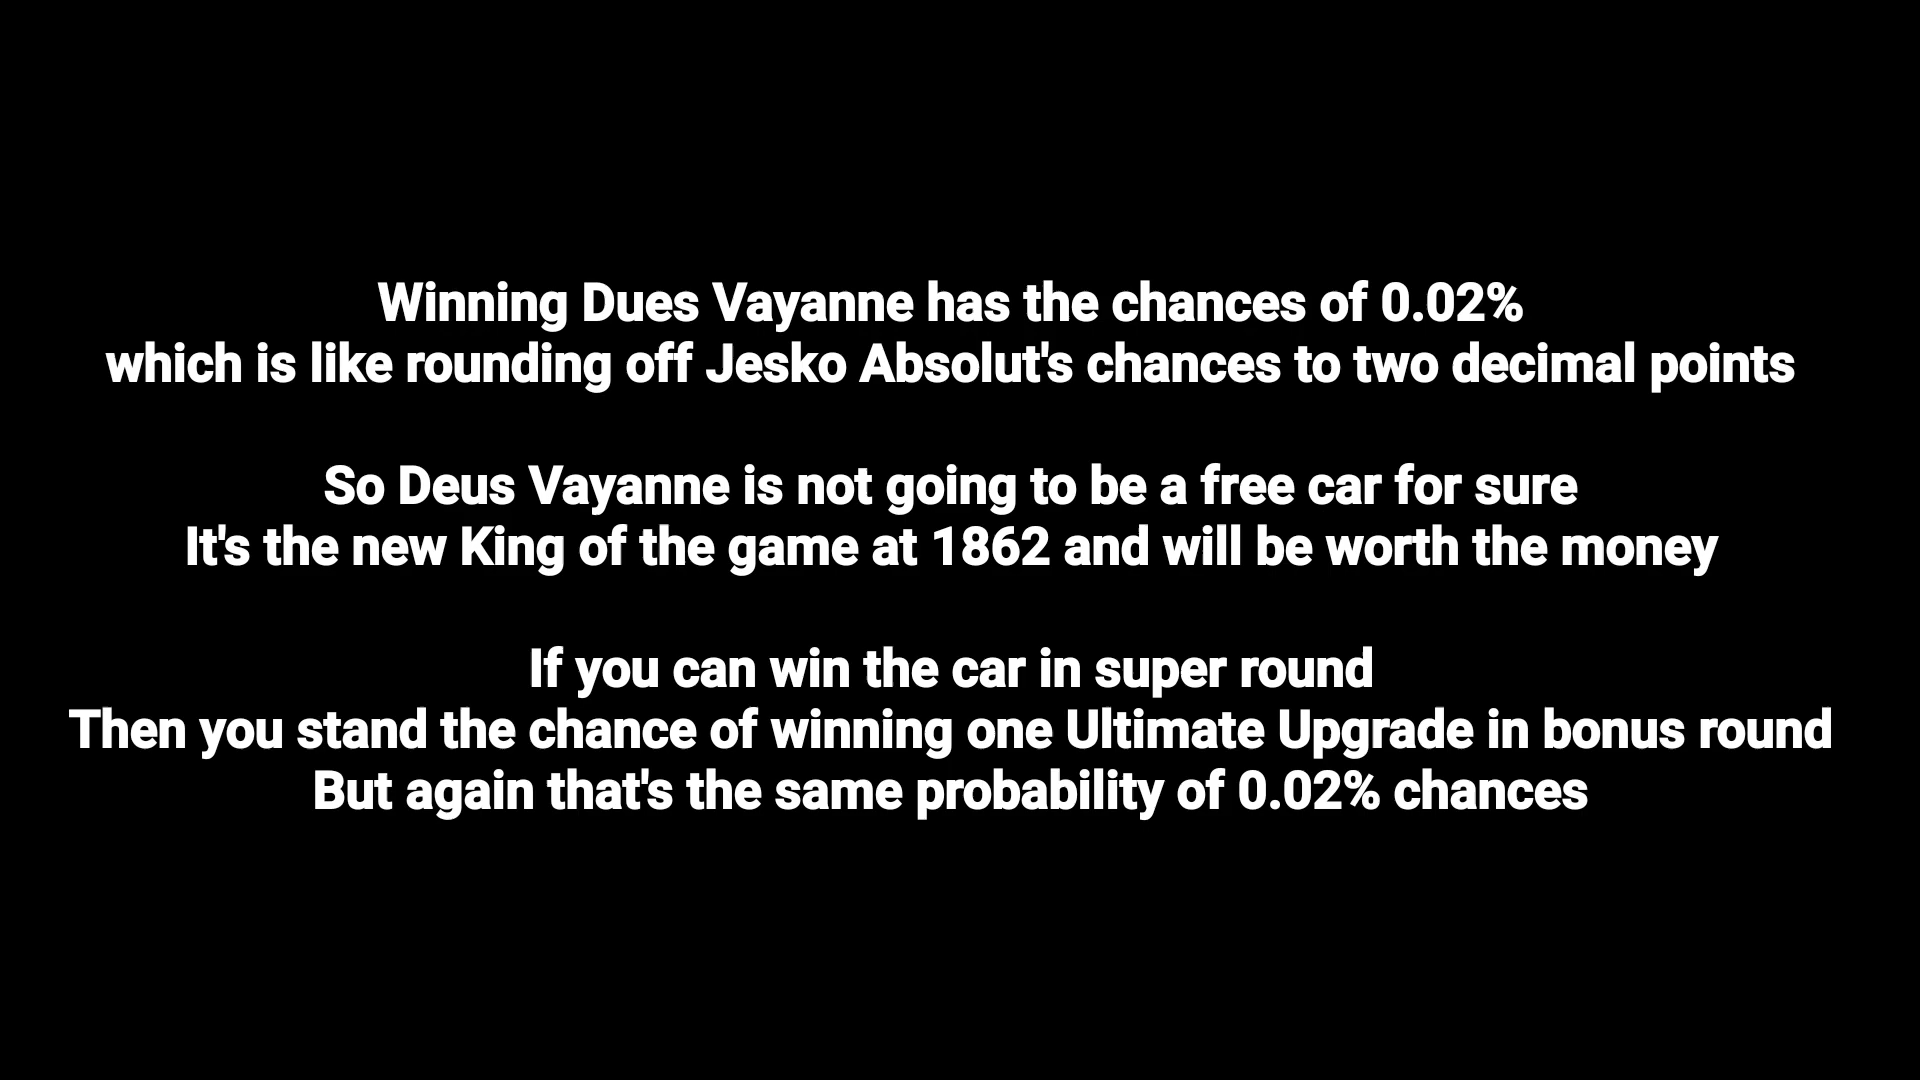 Winning Dues Vayanne has the chances of 0.02%
which is like rounding off Jesko Absolut's chances to two decimal points
So Deus Vayanne is not going to be a free car for sure
It's the new King of the game at 1862 and will be worth the money
If you can win the car in super round
Then you stand the chance of winning one Ultimate Upgrade in bonus round
But again that's the same probability of 0.02% chances